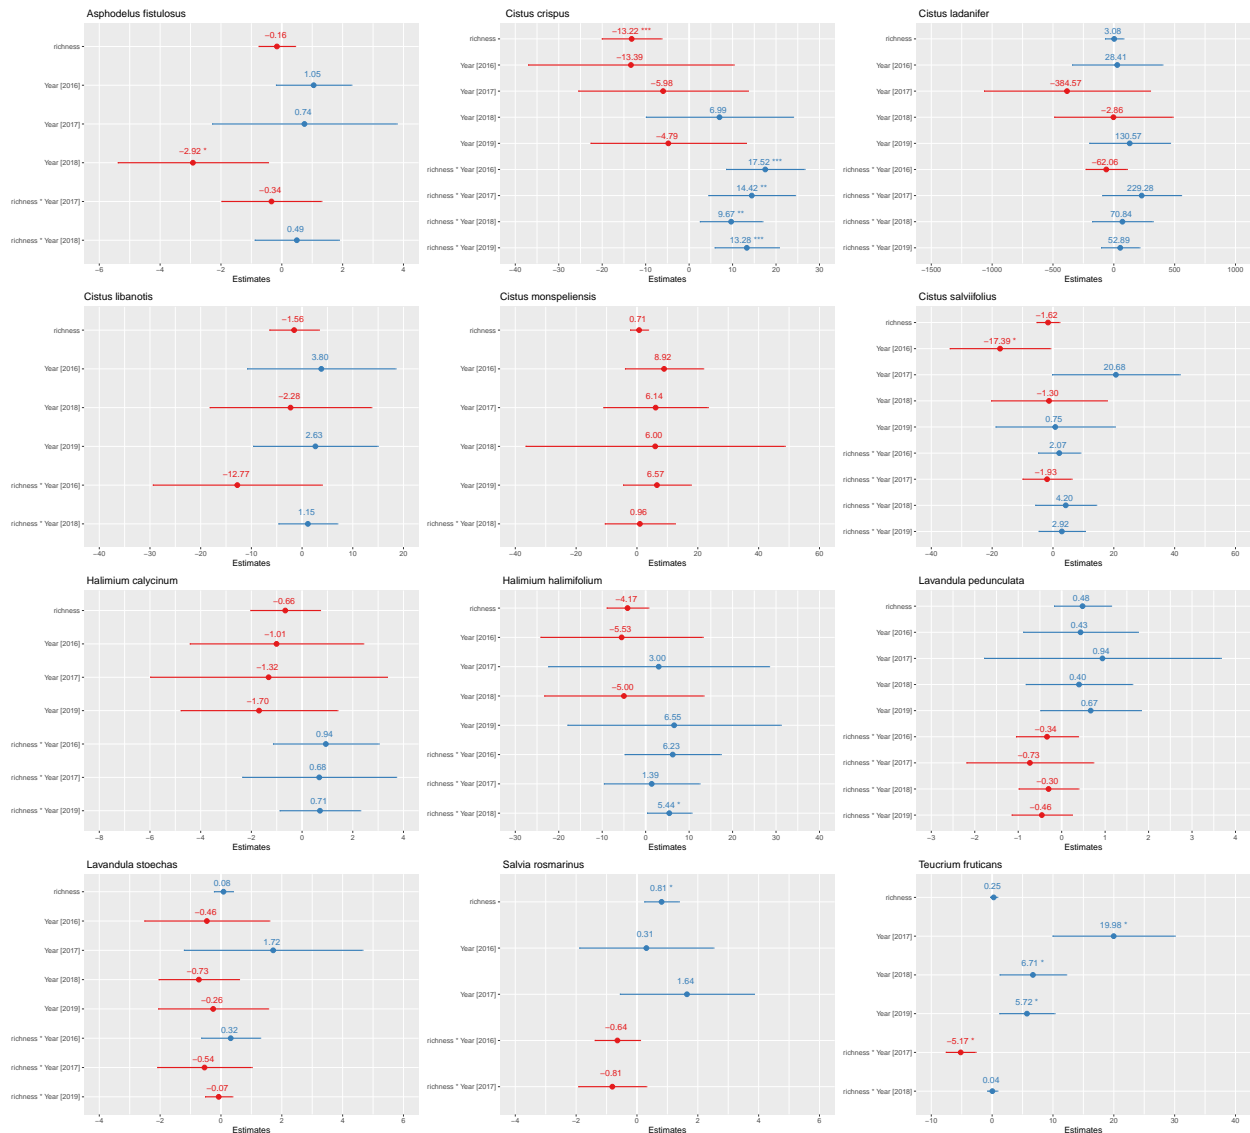 Asphodelus fistulosus
richness
Year [2016]
Year [2017]
Year [2018]
richness * Year [2017]
richness * Year [2018]
−0.16
1.05
0.74
−2.92 *
−0.34
0.49
−6 −4 −2 0 2 4
Estimates
Cistus crispus
richness
Year [2016]
Year [2017]
Year [2018]
Year [2019]
richness * Year [2016]
richness * Year [2017]
richness * Year [2018]
richness * Year [2019]
−13.22 ***
−13.39
−5.98
6.99
−4.79
17.52 ***
14.42 **
9.67 **
13.28 ***
−40 −30 −20 −10 0 10 20 30
Estimates
Cistus ladanifer
richness
Year [2016]
Year [2017]
Year [2018]
Year [2019]
richness * Year [2016]
richness * Year [2017]
richness * Year [2018]
richness * Year [2019]
3.08
28.41
−384.57
−2.86
130.57
−62.06
229.28
70.84
52.89
−1500 −1000 −500 0 500 1000
Estimates
Cistus libanotis
richness
Year [2016]
Year [2018]
Year [2019]
richness * Year [2016]
richness * Year [2018]
−1.56
3.80
−2.28
2.63
−12.77
1.15
−40 −30 −20 −10 0 10 20
Estimates
Cistus monspeliensis
richness
Year [2016]
Year [2017]
Year [2018]
Year [2019]
richness * Year [2018]
0.71
8.92
6.14
6.00
6.57
0.96
−40 −20 0 20 40 60
Estimates
Cistus salviifolius
richness
Year [2016]
Year [2017]
Year [2018]
Year [2019]
richness * Year [2016]
richness * Year [2017]
richness * Year [2018]
richness * Year [2019]
−1.62
−17.39 *
20.68
−1.30
0.75
2.07
−1.93
4.20
2.92
−40 −20 0 20 40 60
Estimates
Halimium calycinum
richness
Year [2016]
Year [2017]
Year [2019]
richness * Year [2016]
richness * Year [2017]
richness * Year [2019]
−0.66
−1.01
−1.32
−1.70
0.94
0.68
0.71
−8 −6 −4 −2 0 2 4
Estimates
Halimium halimifolium
richness
Year [2016]
Year [2017]
Year [2018]
Year [2019]
richness * Year [2016]
richness * Year [2017]
richness * Year [2018]
−4.17
−5.53
3.00
−5.00
6.55
6.23
1.39
5.44 *
−30 −20 −10 0 10 20 30 40
Estimates
Lavandula pedunculata
richness
Year [2016]
Year [2017]
Year [2018]
Year [2019]
richness * Year [2016]
richness * Year [2017]
richness * Year [2018]
richness * Year [2019]
0.48
0.43
0.94
0.40
0.67
−0.34
−0.73
−0.30
−0.46
−3 −2 −1 0 1 2 3 4
Estimates
Lavandula stoechas
richness
Year [2016]
Year [2017]
Year [2018]
Year [2019]
richness * Year [2016]
richness * Year [2017]
richness * Year [2019]
0.08
−0.46
1.72
−0.73
−0.26
0.32
−0.54
−0.07
−4 −2 0 2 4 6
Estimates
Salvia rosmarinus
richness
Year [2016]
Year [2017]
richness * Year [2016]
richness * Year [2017]
0.81 *
0.31
1.64
−0.64
−0.81
−4 −2 0 2 4 6
Estimates
Teucrium fruticans
richness
Year [2017]
Year [2018]
Year [2019]
richness * Year [2017]
richness * Year [2018]
0.25
19.98 *
6.71 *
5.72 *
−5.17 *
0.04
−10 0 10 20 30 40
Estimates